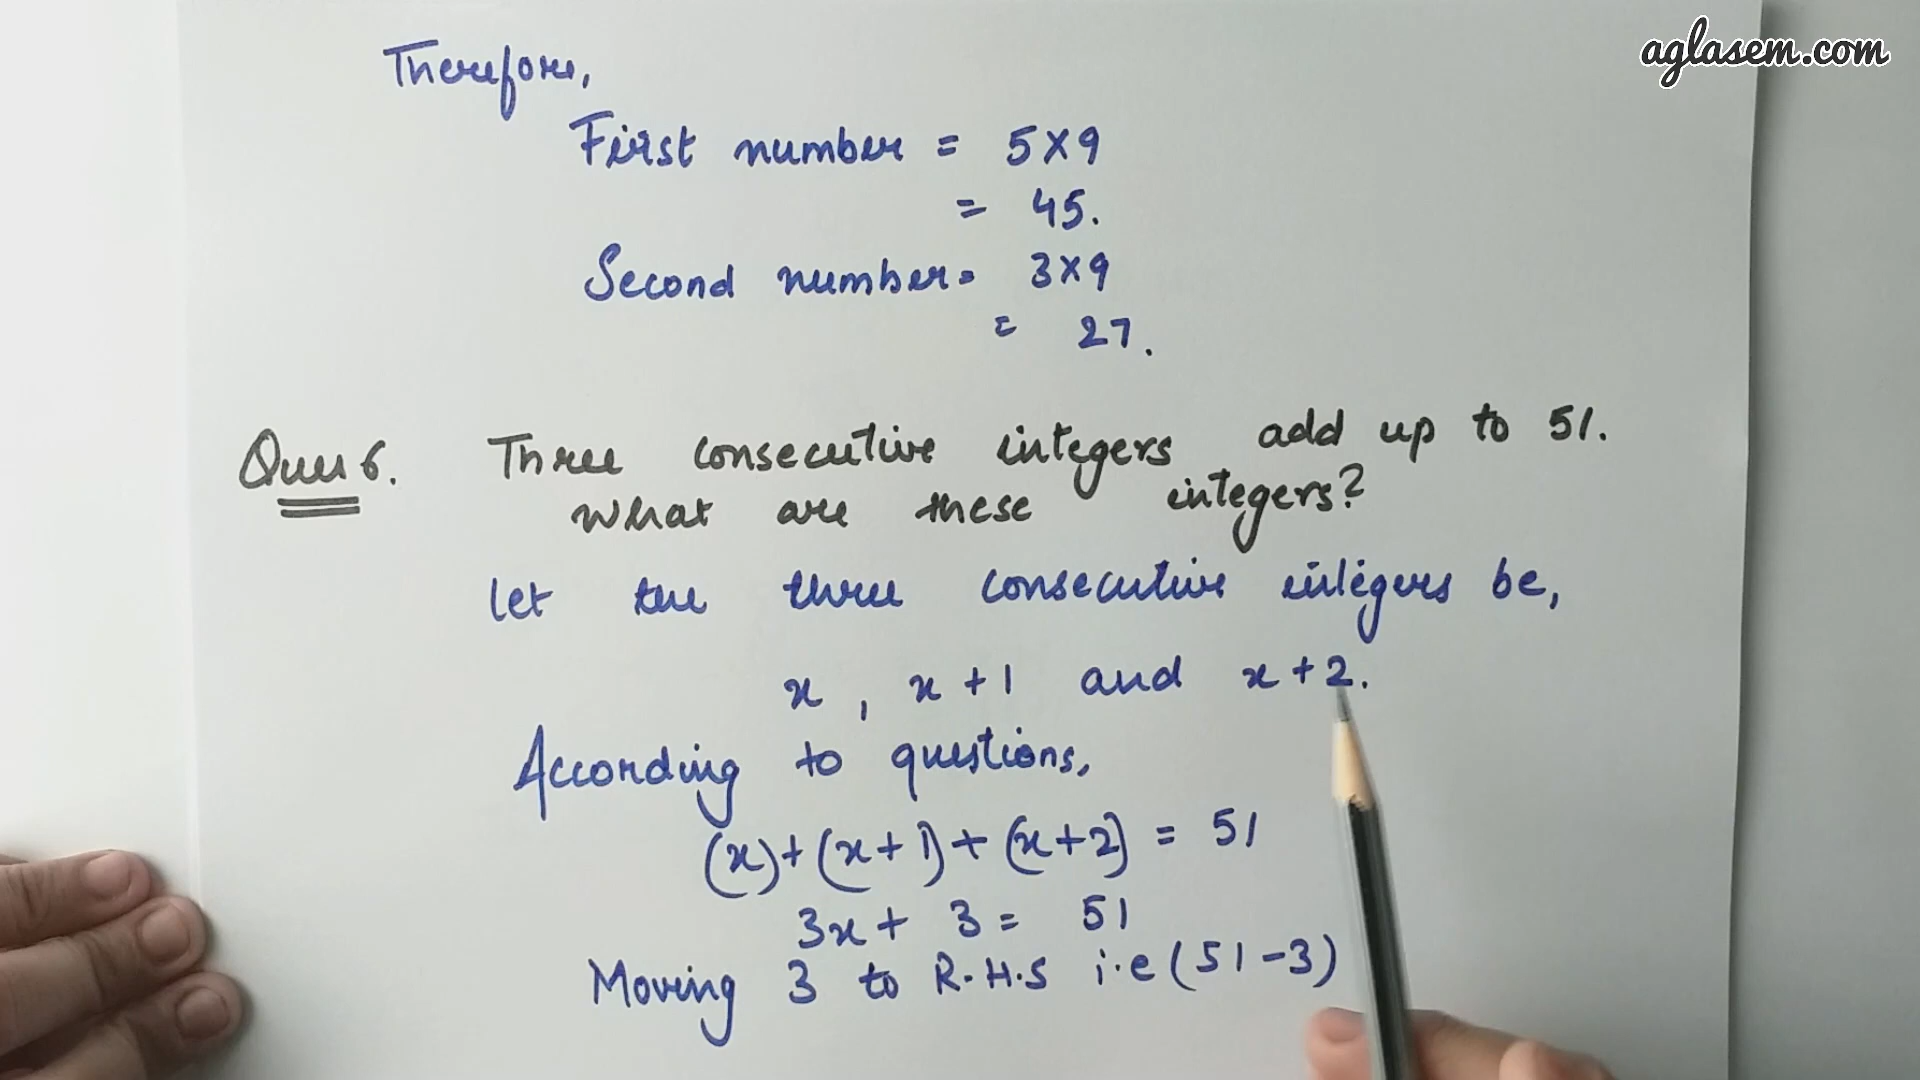 aglasem.com
Therefore,
First number = 5×9
= 45.
Second number = 3×9
= 27.
Ques 6. Three consecutive integers add up to 51.
What are these integers?
Let the three consecutive integers be,
x, x+1 and x+2.
According to questions,
(x)+(x+1)+(x+2) = 51
3x + 3 = 51
Moving 3 to R.H.S i.e (51-3)